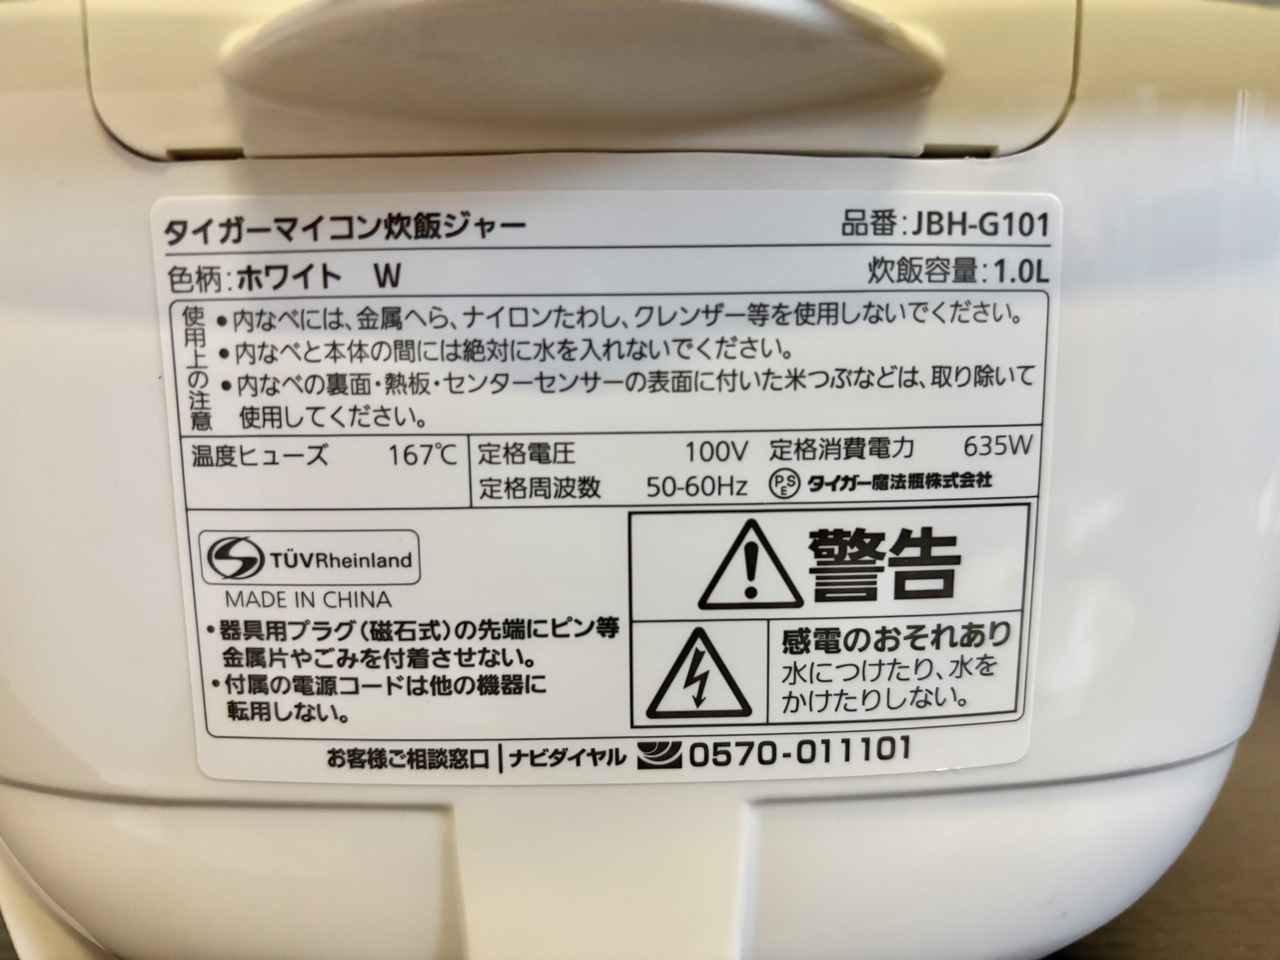 タイガーマイコン炊飯ジャー 品番:JBH-G101
色柄:ホワイト W 炊飯容量:1.0L
使用上の注意
•内なべには、金属へら、ナイロンたわし、クレンザー等を使用しないでください。
•内なべと本体の間には絶対に水を入れないでください。
•内なべの裏面・熱板・センターセンサーの表面に付いた米つぶなどは、取り除いて
使用してください。
温度ヒューズ 167℃ 定格電圧 100V 定格消費電力 635W
定格周波数 50-60Hz PSE タイガー魔法瓶株式会社
TÜVRheinland
MADE IN CHINA
•器具用プラグ(磁石式)の先端にピン等
金属片やごみを付着させない。
•付属の電源コードは他の機器に
転用しない。
警告
感電のおそれあり
水につけたり、水を
かけたりしない。
お客様ご相談窓口|ナビダイヤル 0570-011101